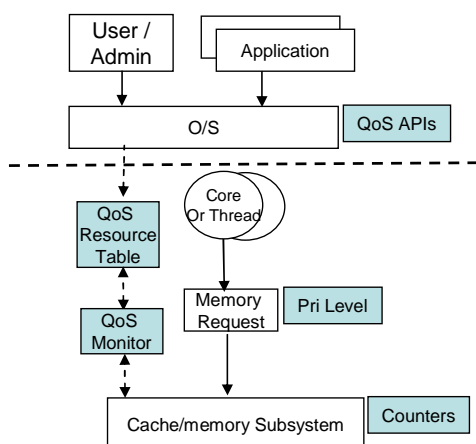 User /
Admin
Application
O/S
QoS APIs
QoS
Resource
Table
Core
Or Thread
QoS
Monitor
Memory
Request
Pri Level
Cache/memory Subsystem
Counters